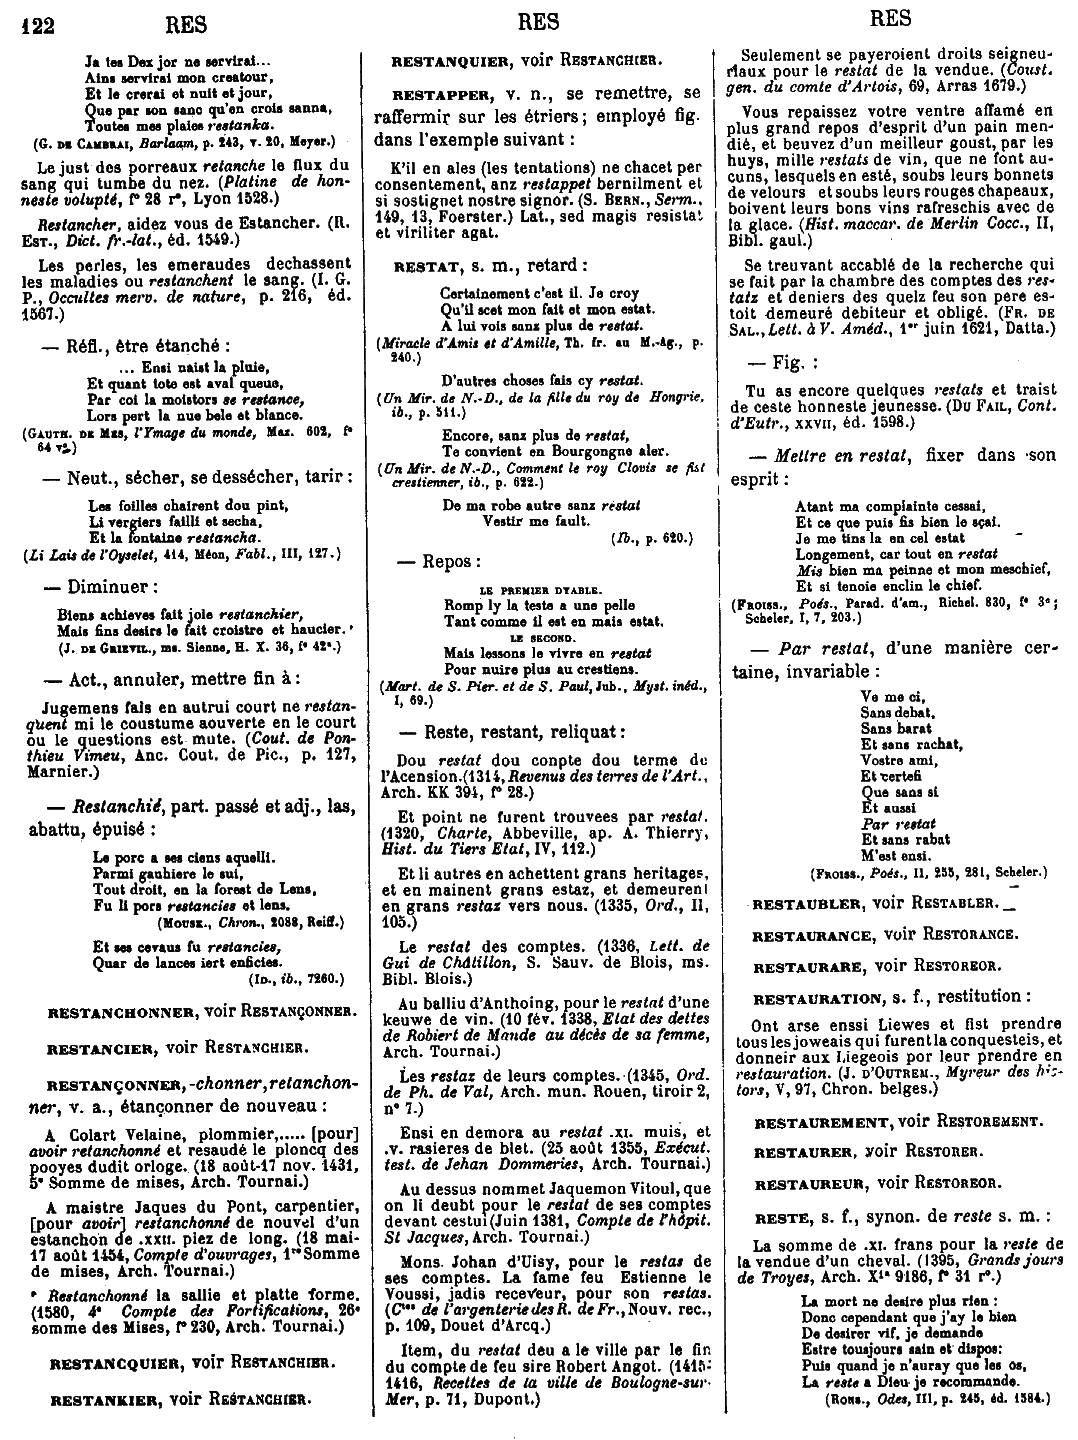 122 RES RES RES
Ja tes Dex jor ne servirai...
Ains servirai mon creatour,
Et le crerai et nuit et jour,
Que par son sanc qu'en crois sanna,
Toutes mes plaies restanka.
(G. DE CAMBRAI, Barlaam, p. 243, v. 20, Meyer.)
Le just des porreaux retanche le flux du
sang qui tumbe du nez. (Platine de hon-
neste volupté, f° 28 r°, Lyon 1528.)
Restancher, aidez vous de Estancher. (R.
EST., Dict. fr.-lat., éd. 1549.)
Les perles, les emeraudes dechassent
les maladies ou restanchent le sang. (I. G.
P., Occultes merv. de nature, p. 216, éd.
1567.)
— Réfl., être étanché :
... Ensi naist la pluie,
Et quant tote est aval queue,
Par coi la moistors se restance,
Lors pert la nue bele et blance.
(GAUTH. DE MES, l'Ymage du monde, Maz. 602, f°
64 v°.)
— Neut., sécher, se dessécher, tarir :
Les foilles chaïrent dou pint,
Li vergiers failli et secha,
Et la fontaine restancha.
(Li Lais de l'Oyselet, 414, Méon, Fabl., III, 127.)
— Diminuer :
Biens achieves fait joie restanchier,
Mais fins desirs le fait croistre et haucier.
(J. DE GRIEVIL., ms. Sienne, H. X. 36, f° 42°.)
— Act., annuler, mettre fin à :
Jugemens fais en autrui court ne restan-
quent mi le coustume aouverte en le court
ou le questions est mute. (Cout. de Pon-
thieu Vimeu, Anc. Cout. de Pic., p. 127,
Marnier.)
— Restanchié, part. passé et adj., las,
abattu, épuisé :
Le porc a ses ciens aquelli.
Parmi gauhiere le sui,
Tout droit, en la forest de Lens,
Fu li pors restancies et lens.
(MOUSK., Chron., 2088, Reiff.)
Et ses cevaus fu restancies,
Quar de lances iert enficies.
(ID., ib., 7260.)
RESTANCHONNER, voir RESTANÇONNER.
RESTANCIER, voir RESTANCHIER.
RESTANÇONNER, -chonner, retanchon-
ner, v. a., étançonner de nouveau :
A Colart Velaine, plommier,..... [pour]
avoir retanchonné et resaudé le ploncq des
pooyes dudit orloge. (18 août-17 nov. 1431,
5° Somme de mises, Arch. Tournai.)
A maistre Jaques du Pont, carpentier,
[pour avoir] restanchonné de nouvel d'un
estanchon de .XXII. piez de long. (18 mai-
17 août 1454, Compte d'ouvrages, 1re Somme
de mises, Arch. Tournai.)
Restanchonné la sallie et platte forme.
(1580, 4° Compte des Fortifications, 26°
somme des Mises, f° 230, Arch. Tournai.)
RESTANCQUIER, voir RESTANCHIER.
RESTANKIER, voir RESTANCHIER.
RESTANQUIER, voir RESTANCHIER.
RESTAPPER, v. n., se remettre, se
raffermir sur les étriers ; employé fig.
dans l'exemple suivant :
K'il en ales (les tentations) ne chacet per
consentement, anz restappet bernilment et
si sostignet nostre signor. (S. BERN., Serm.,
149, 13, Foerster.) Lat., sed magis resistat
et viriliter agat.
RESTAT, s. m., retard :
Certainement c'est il. Je croy
Qu'il scet mon fait et mon estat.
A lui vois sanz plus de restat.
(Miracle d'Amis et d'Amille, Th. fr. au M.-âg., p.
240.)
D'autres choses fais cy restat.
(Un Mir. de N.-D., de la fille du roy de Hongrie,
ib., p. 511.)
Encore, sanz plus de restat,
Te convient en Bourgongne aler.
(Un Mir. de N.-D., Comment le roy Clovis se fist
crestienner, ib., p. 622.)
De ma robe autre sanz restat
Vestir me fault.
(Ib., p. 620.)
— Repos :
LE PREMIER DYABLE.
Romp ly la teste a une pelle
Tant comme il est en mais estat.
LE SECOND.
Mais lessons le vivre en restat
Pour nuire plus au crestiens.
(Mart. de S. Pier. et de S. Paul, Jub., Myst. inéd.,
I, 69.)
— Reste, restant, reliquat :
Dou restat dou conpte dou terme de
l'Acension.(1314, Revenus des terres de l'Art.,
Arch. KK 394, f° 28.)
Et point ne furent trouvees par restat.
(1320, Charte, Abbeville, ap. A. Thierry,
Hist. du Tiers Etat, IV, 112.)
Et li autres en achettent grans heritages,
et en mainent grans estaz, et demeurent
en grans restaz vers nous. (1335, Ord., II,
105.)
Le restat des comptes. (1336, Lett. de
Gui de Châtillon, S. Sauv. de Blois, ms.
Bibl. Blois.)
Au balliu d'Anthoing, pour le restat d'une
keuwe de vin. (10 fév. 1338, Etat des dettes
de Robiert de Maude au décès de sa femme,
Arch. Tournai.)
Les restaz de leurs comptes. (1345, Ord.
de Ph. de Val, Arch. mun. Rouen, tiroir 2,
n° 7.)
Ensi en demora au restat .XI. muis, et
.V. rasieres de blet. (25 août 1355, Exécut.
test. de Jehan Dommeries, Arch. Tournai.)
Au dessus nommet Jaquemon Vitoul, que
on li deubt pour le restat de ses comptes
devant cestui (Juin 1381, Compte de l'hôpit.
St Jacques, Arch. Tournai.)
Mons. Johan d'Uisy, pour le restas de
ses comptes. La fame feu Estienne le
Voussi, jadis receveur, pour son restas.
(Cte de l'argenterie des R. de Fr., Nouv. rec.,
p. 109, Douet d'Arcq.)
Item, du restat deu a le ville par le fin
du compte de feu sire Robert Angot. (1415-
1416, Recettes de la ville de Boulogne-sur-
Mer, p. 71, Dupont.)
Seulement se payeroient droits seigneu-
riaux pour le restat de la vendue. (Coust.
gen. du comte d'Artois, 69, Arras 1679.)
Vous repaissez votre ventre affamé en
plus grand repos d'esprit d'un pain men-
dié, et beuvez d'un meilleur goust, par les
huys, mille restats de vin, que ne font au-
cuns, lesquels en esté, soubs leurs bonnets
de velours et soubs leurs rouges chapeaux,
boivent leurs bons vins rafreschis avec de
la glace. (Hist. maccar. de Merlin Cocc., II,
Bibl. gaul.)
Se treuvant accablé de la recherche qui
se fait par la chambre des comptes des res-
tatz et deniers des quelz feu son pere es-
toit demeuré debiteur et obligé. (FR. DE
SAL., Lett. à V. Améd., 1er juin 1621, Datta.)
— Fig. :
Tu as encore quelques restats et traist
de ceste honneste jeunesse. (DU FAIL, Cont.
d'Eutr., XXVII, éd. 1598.)
— Mettre en restat, fixer dans son
esprit :
Atant ma complainte cessai,
Et ce que puis fis bien le sçai.
Je me tins la en cel estat
Longement, car tout en restat
Mis bien ma peinne et mon meschief,
Et si tenoie enclin le chief.
(FROISS., Poés., Parad. d'am., Richel. 830, f° 3°;
Scheler, I, 7, 203.)
— Par restat, d'une manière cer-
taine, invariable :
Ve me ci,
Sans debat,
Sans barat
Et sans rachat,
Vostre ami,
Et certefi
Que sans si
Et aussi
Par restat
Et sans rabat
M'est ensi.
(FROISS., Poés., II, 255, 281, Scheler.)
RESTAUBLER, voir RESTABLER.
RESTAURANCE, voir RESTORANCE.
RESTAURARE, voir RESTOREOR.
RESTAURATION, s. f., restitution :
Ont arse enssi Liewes et fist prendre
tous les joweais qui furent la conquesteis, et
donneir aux Liegeois por leur prendre en
restauration. (J. D'OUTREM., Myreur des his-
tors, V, 97, Chron. belges.)
RESTAUREMENT, voir RESTOREMENT.
RESTAURER, voir RESTORER.
RESTAUREUR, voir RESTOREOR.
RESTE, s. f., synon. de reste s. m. :
La somme de .XI. frans pour la reste de
la vendue d'un cheval. (1395, Grands jours
de Troyes, Arch. X1a 9186, f° 31 r°.)
La mort ne desire plus rien :
Donc cependant que j'ay le bien
De desirer vif, je demande
Estre tousjours sain et dispos:
Puis quand je n'auray que les os,
La reste a Dieu je recommande.
(RONS., Odes, III, p. 245, éd. 1584.)